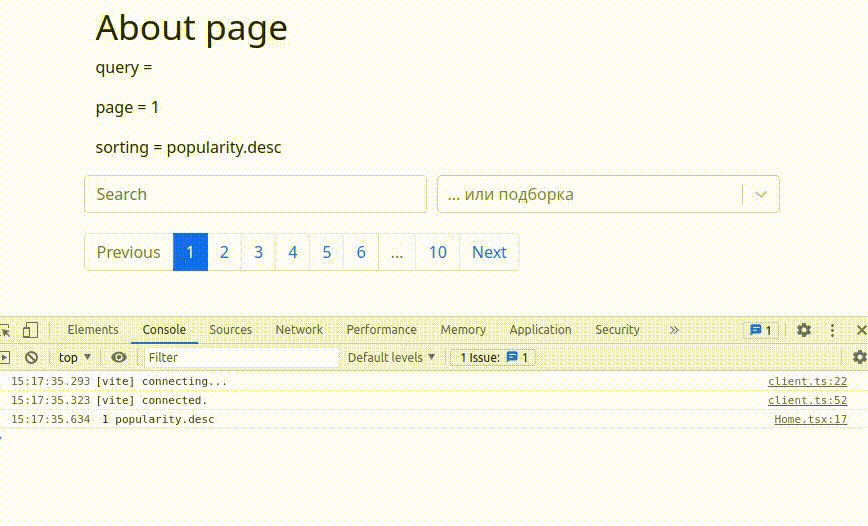 About page
query =
page = 1
sorting = popularity.desc
Search ... или подборка
Previous 1 2 3 4 5 6 ... 10 Next
Elements Console Sources Network Performance Memory Application Security » 1
top ▼ Filter Default levels ▼ 1 Issue: 1
15:17:35.293 [vite] connecting... client.ts:22
15:17:35.323 [vite] connected. client.ts:52
15:17:35.634 1 popularity.desc Home.tsx:17